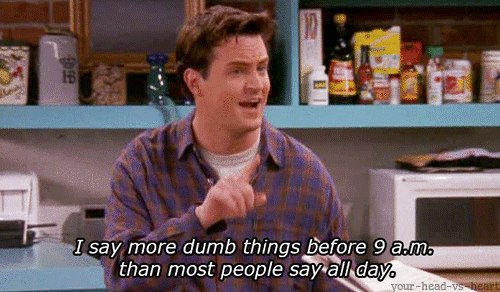 I say more dumb things before 9 a.m.
than most people say all day.
your-head-vs-heart